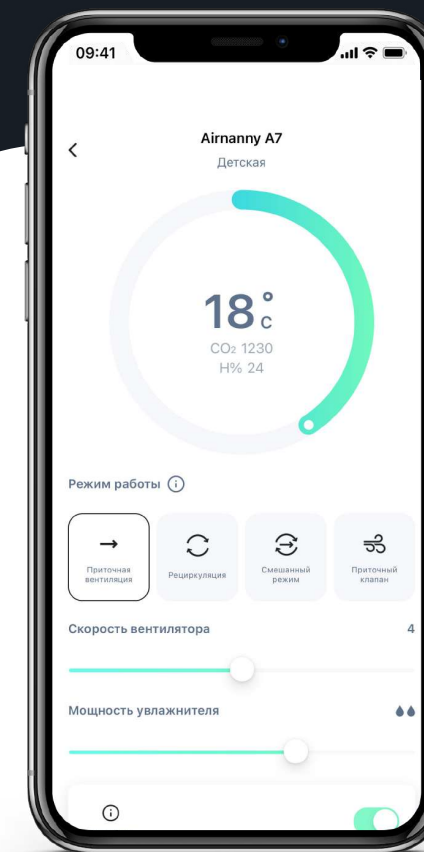 09:41
Airnanny A7
Детская
18°c
CO₂ 1230
H% 24
Режим работы
Приточная
вентиляция
Рециркуляция
Смешанный
режим
Приточный
клапан
Скорость вентилятора 4
Мощность увлажнителя